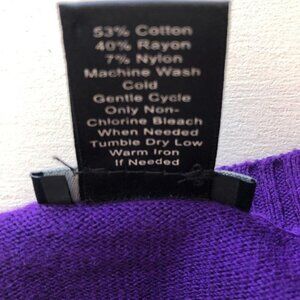 53% Cotton
40% Rayon
7% Nylon
Machine Wash
Cold
Gentle Cycle
Only Non-
Chlorine Bleach
When Needed
Tumble Dry Low
Warm Iron
If Needed